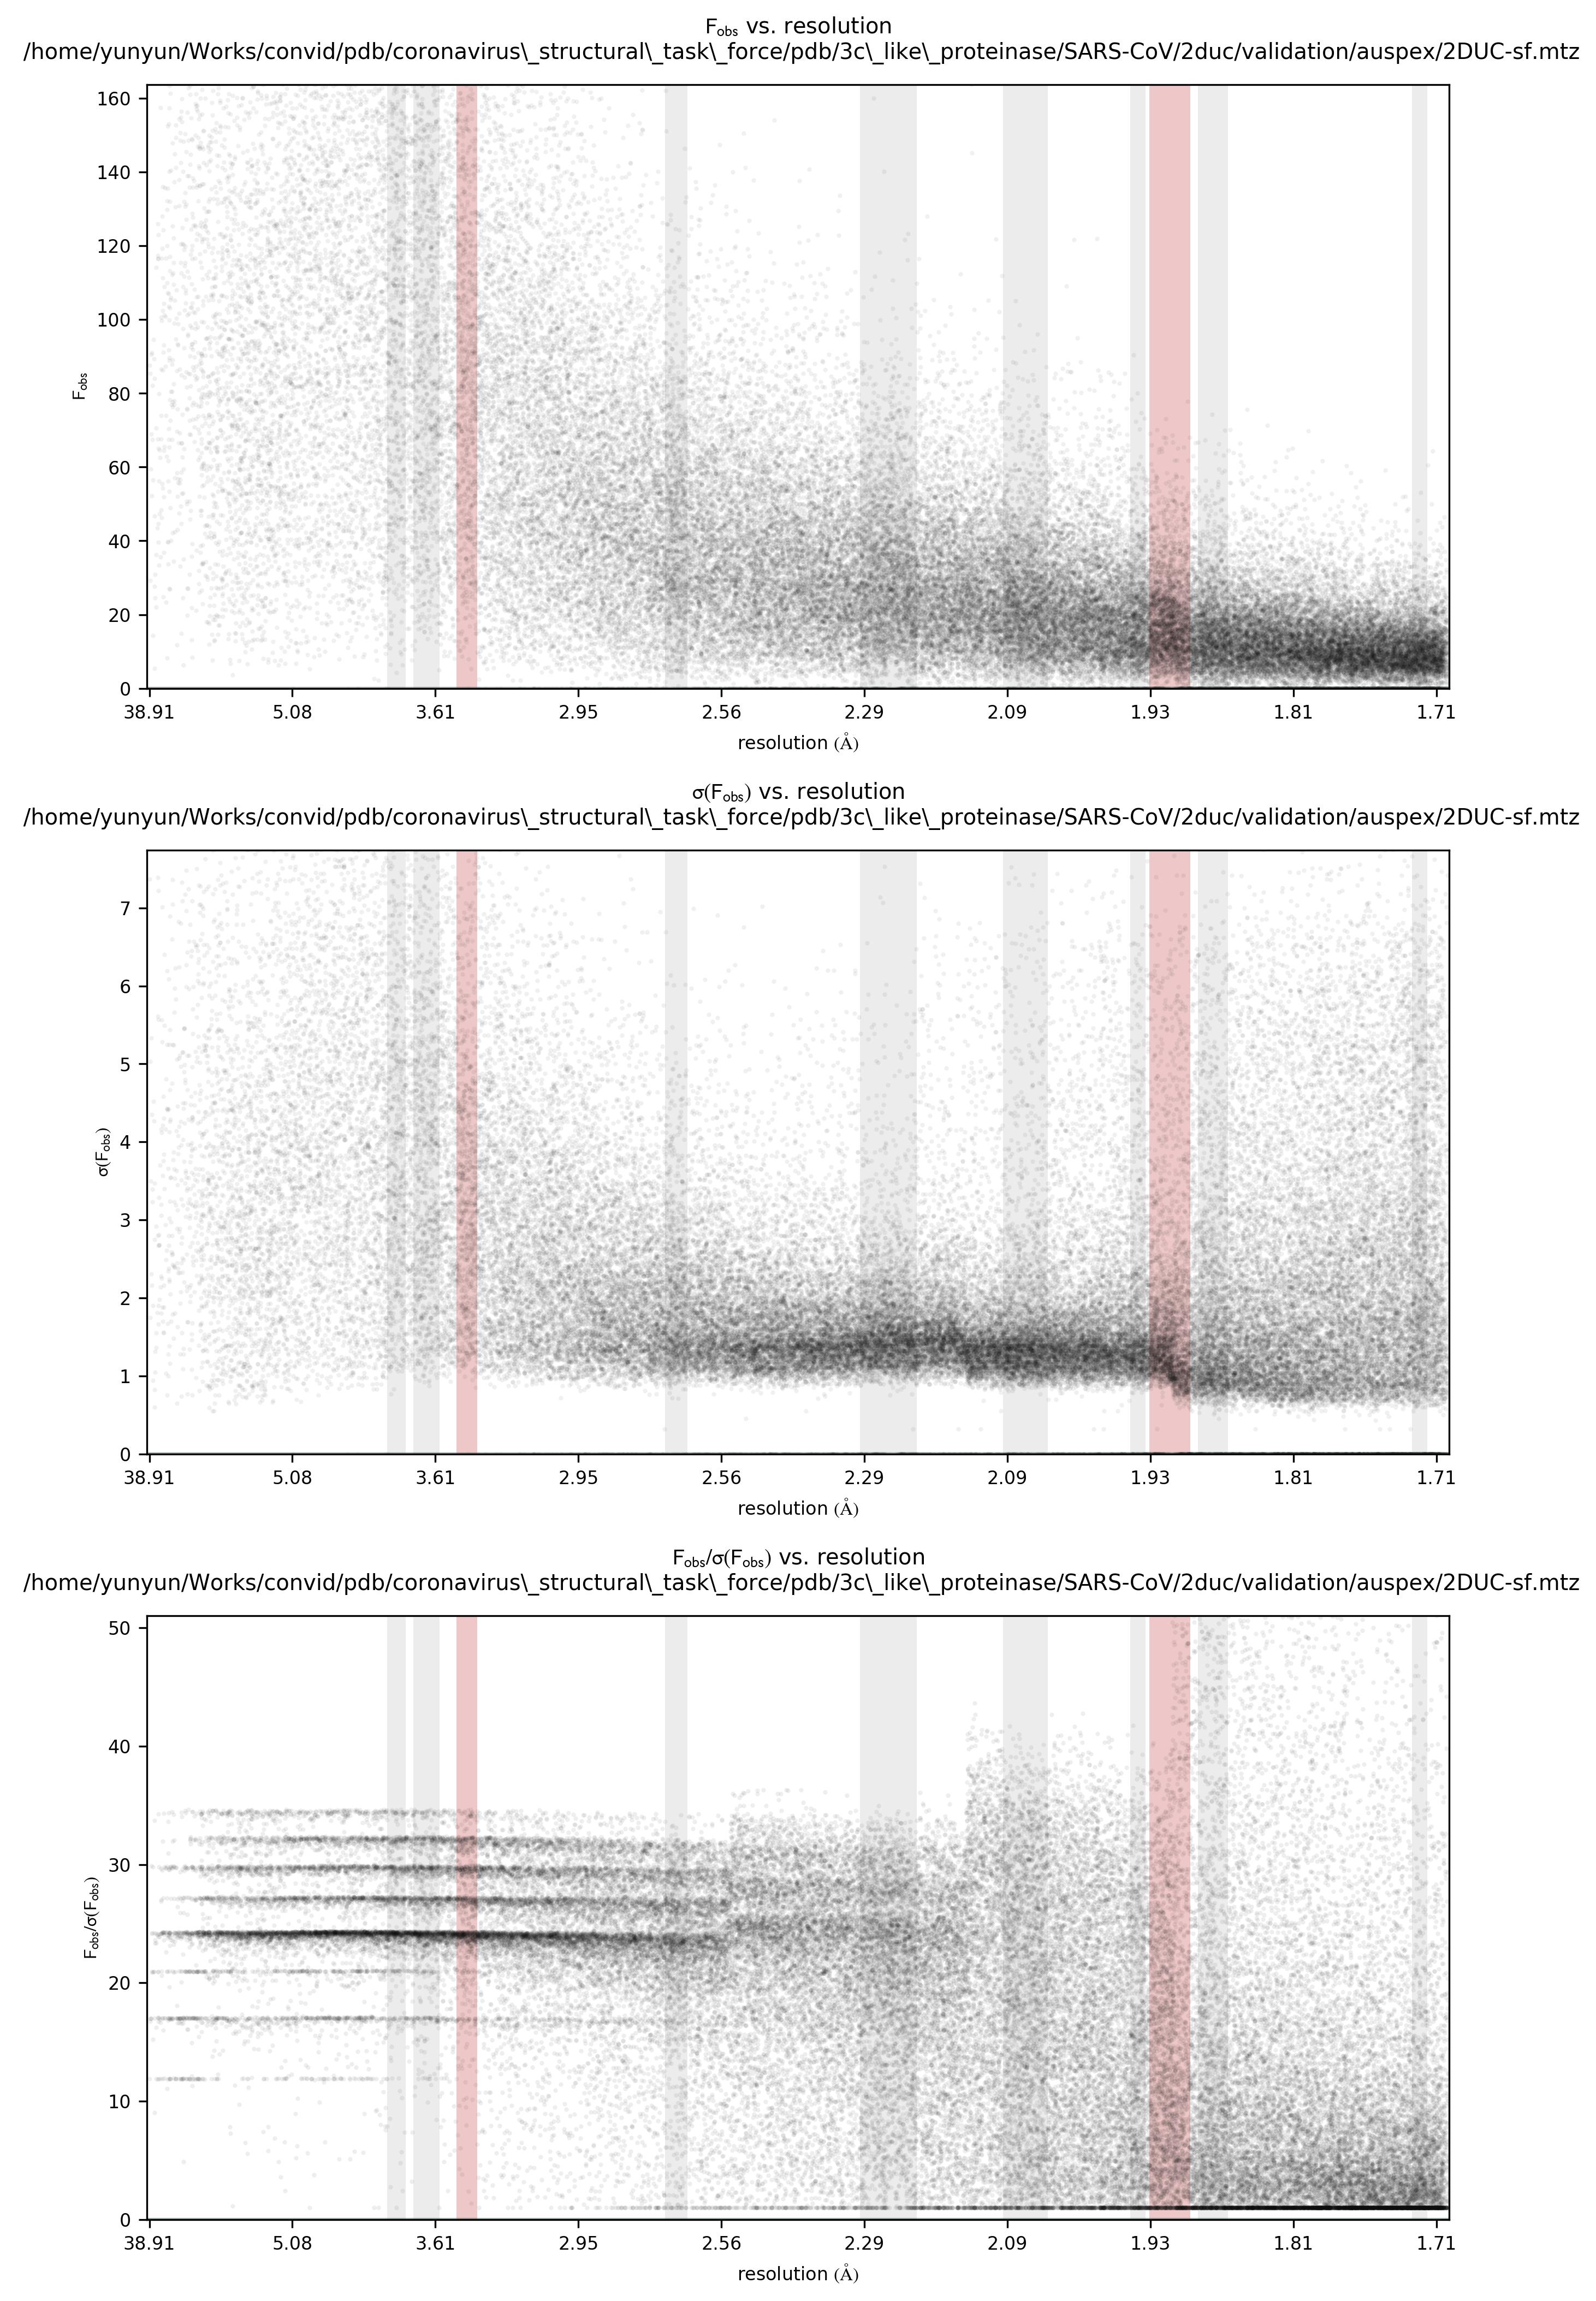 Fobs vs. resolution
/home/yunyun/Works/convid/pdb/coronavirus\_structural\_task\_force/pdb/3c\_like\_proteinase/SARS-CoV/2duc/validation/auspex/2DUC-sf.mtz
160
140
120
100
80
60
40
20
0
Fobs
38.91 5.08 3.61 2.95 2.56 2.29 2.09 1.93 1.81 1.71
resolution (Å)
σ(Fobs) vs. resolution
/home/yunyun/Works/convid/pdb/coronavirus\_structural\_task\_force/pdb/3c\_like\_proteinase/SARS-CoV/2duc/validation/auspex/2DUC-sf.mtz
7
6
5
4
3
2
1
0
σ(Fobs)
38.91 5.08 3.61 2.95 2.56 2.29 2.09 1.93 1.81 1.71
resolution (Å)
Fobs/σ(Fobs) vs. resolution
/home/yunyun/Works/convid/pdb/coronavirus\_structural\_task\_force/pdb/3c\_like\_proteinase/SARS-CoV/2duc/validation/auspex/2DUC-sf.mtz
50
40
30
20
10
0
Fobs/σ(Fobs)
38.91 5.08 3.61 2.95 2.56 2.29 2.09 1.93 1.81 1.71
resolution (Å)